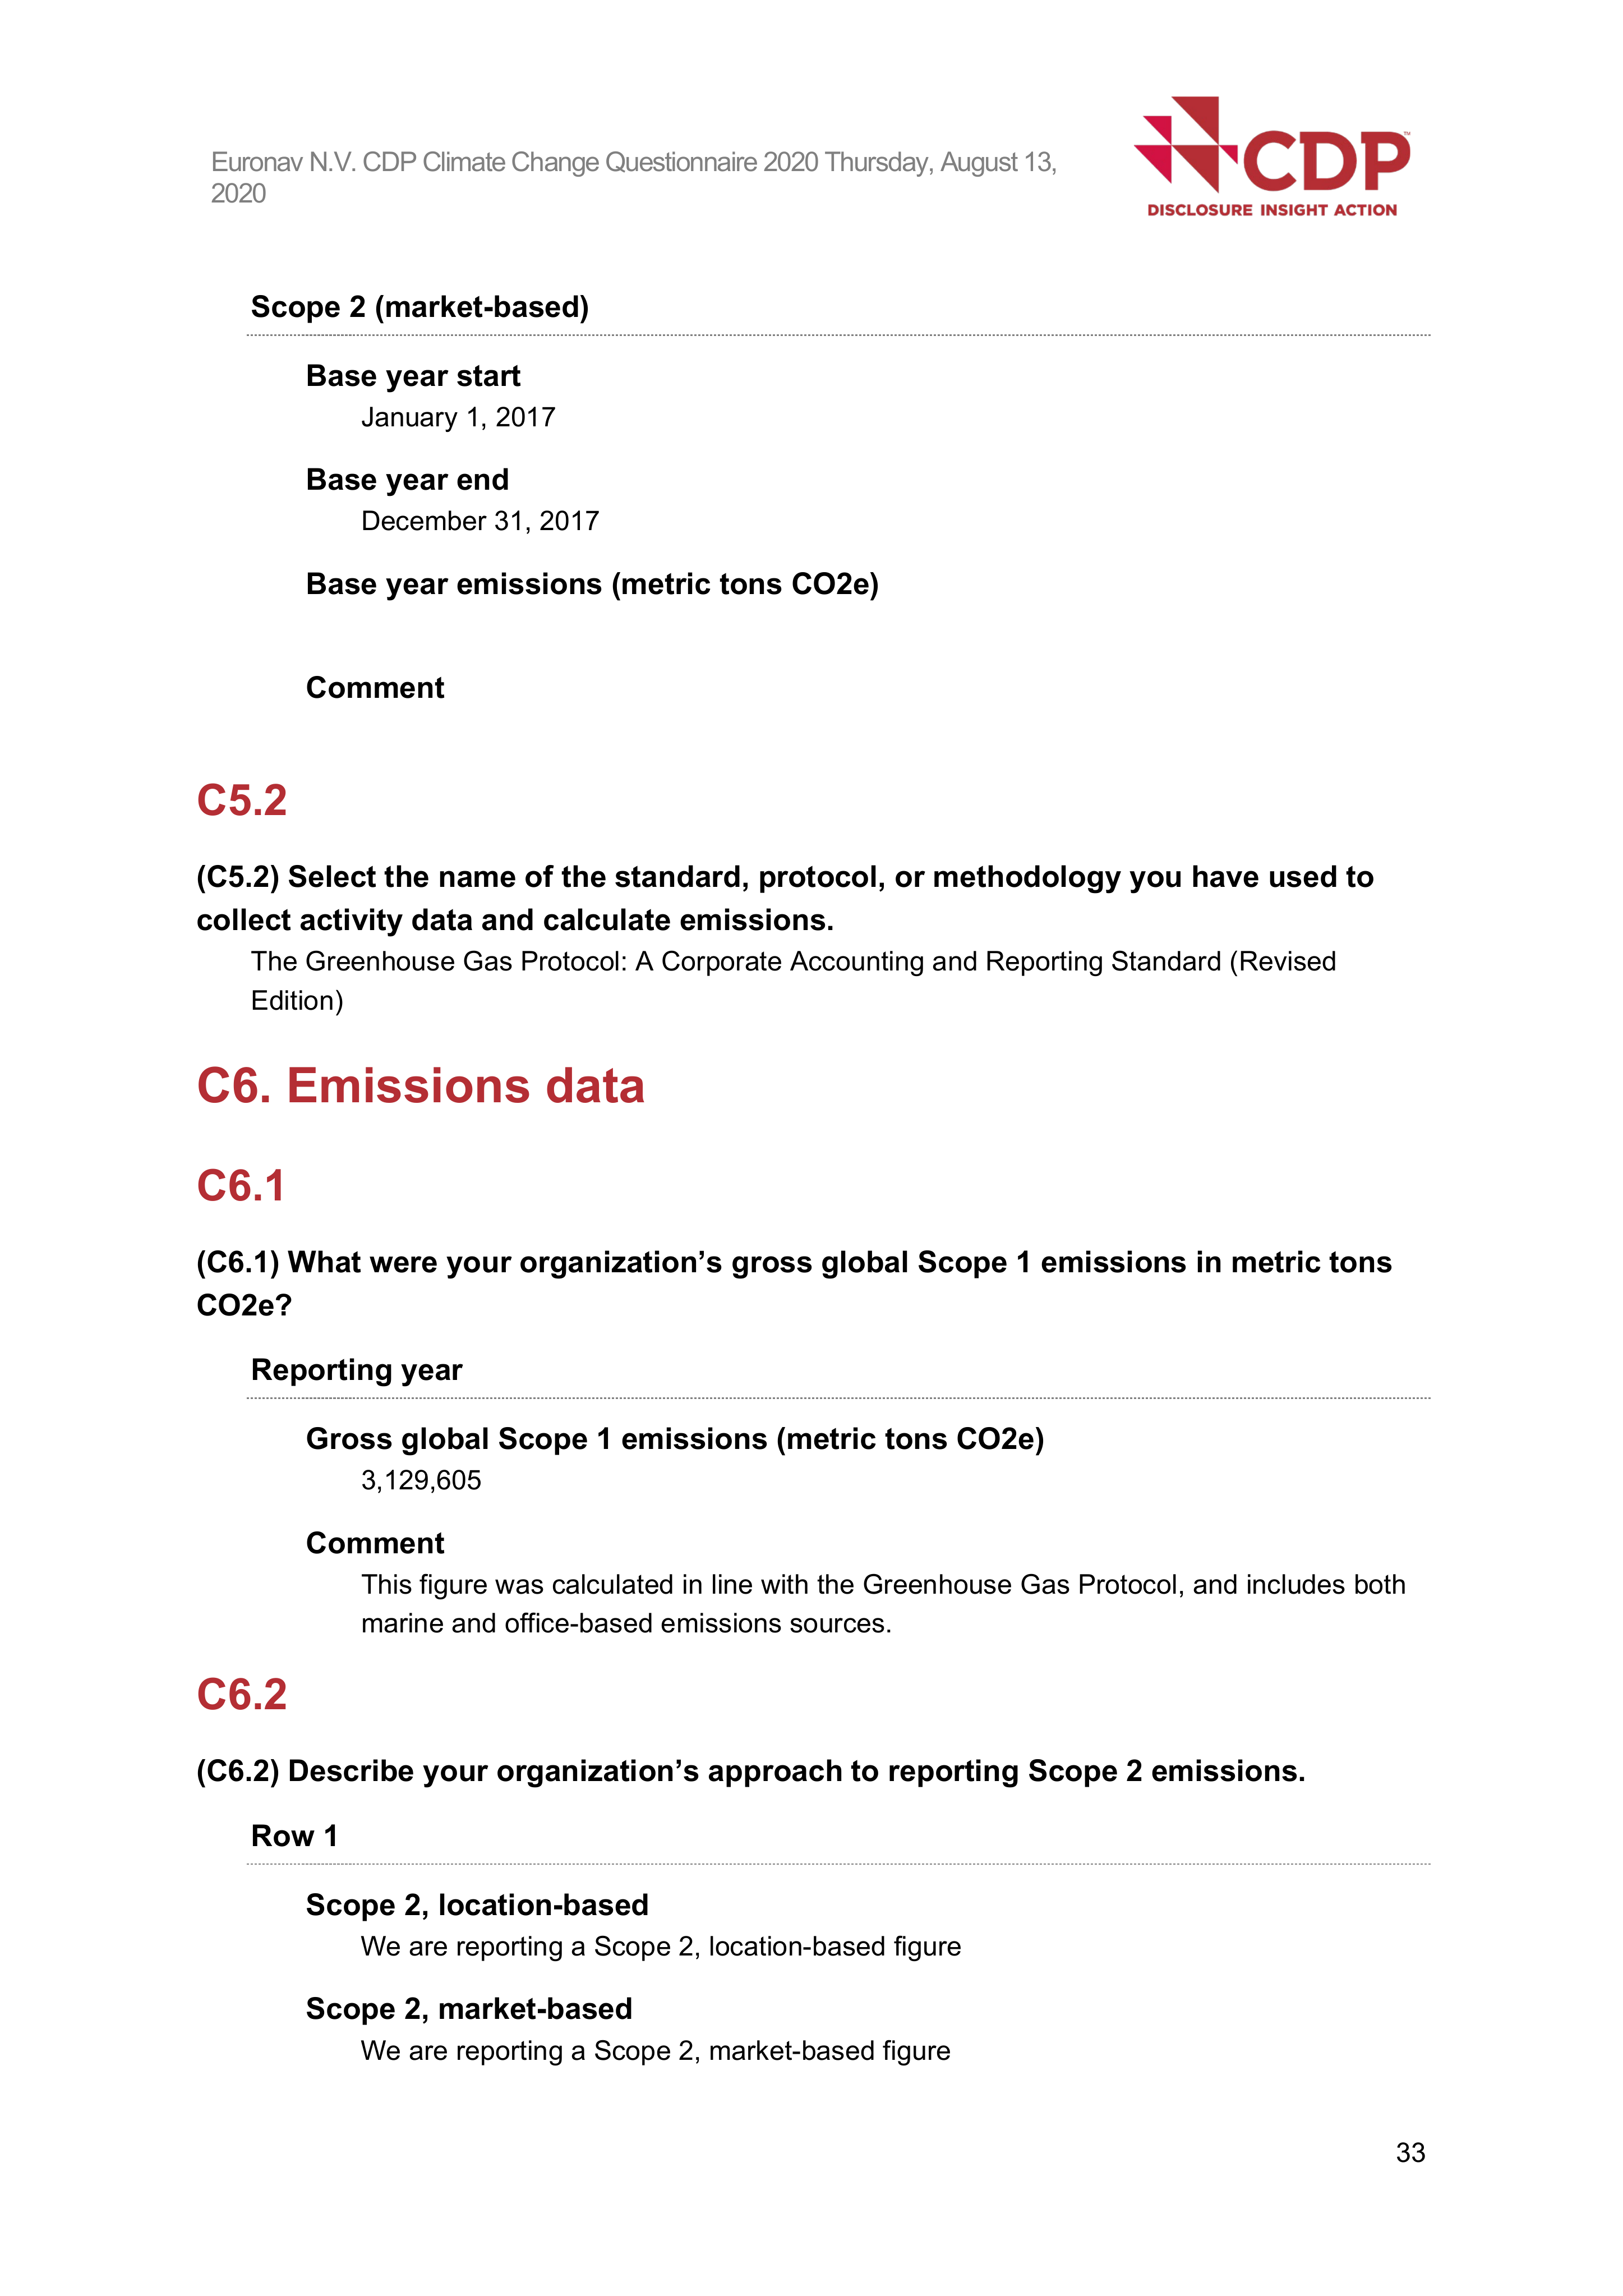 Euronav N.V. CDP Climate Change Questionnaire 2020 Thursday, August 13,
2020
CDP™
DISCLOSURE INSIGHT ACTION
Scope 2 (market-based)
Base year start
January 1, 2017
Base year end
December 31, 2017
Base year emissions (metric tons CO2e)
Comment
C5.2
(C5.2) Select the name of the standard, protocol, or methodology you have used to
collect activity data and calculate emissions.
The Greenhouse Gas Protocol: A Corporate Accounting and Reporting Standard (Revised
Edition)
C6. Emissions data
C6.1
(C6.1) What were your organization’s gross global Scope 1 emissions in metric tons
CO2e?
Reporting year
Gross global Scope 1 emissions (metric tons CO2e)
3,129,605
Comment
This figure was calculated in line with the Greenhouse Gas Protocol, and includes both
marine and office-based emissions sources.
C6.2
(C6.2) Describe your organization’s approach to reporting Scope 2 emissions.
Row 1
Scope 2, location-based
We are reporting a Scope 2, location-based figure
Scope 2, market-based
We are reporting a Scope 2, market-based figure
33